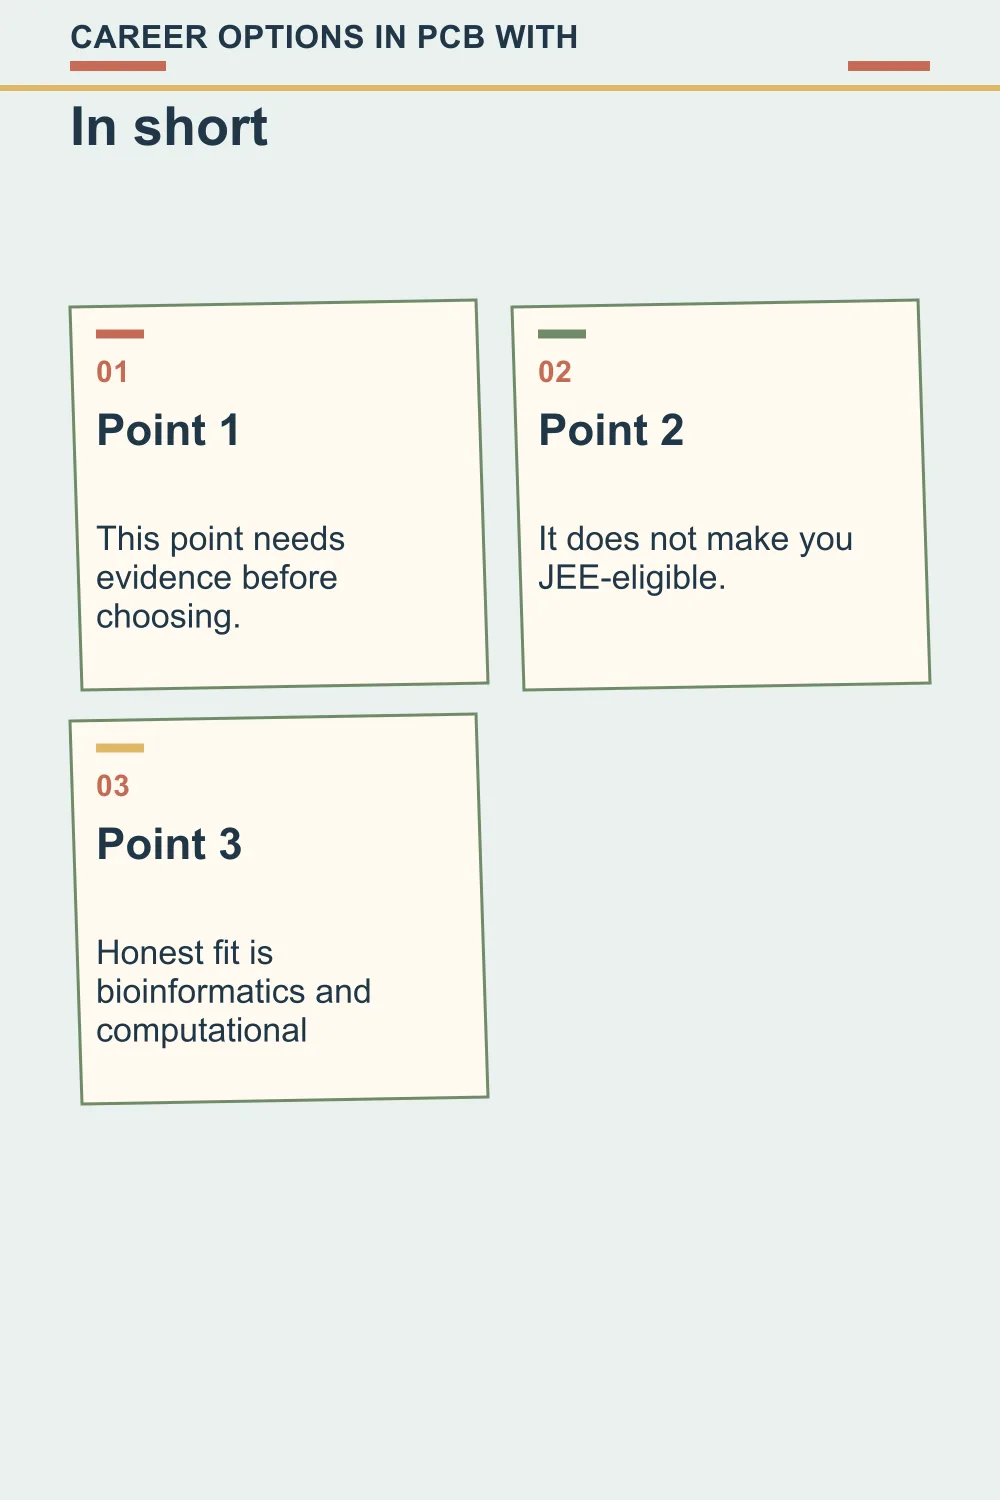 CAREER OPTIONS IN PCB WITH
In short
01
Point 1
This point needs
evidence before
choosing.
02
Point 2
It does not make you
JEE-eligible.
03
Point 3
Honest fit is
bioinformatics and
computational